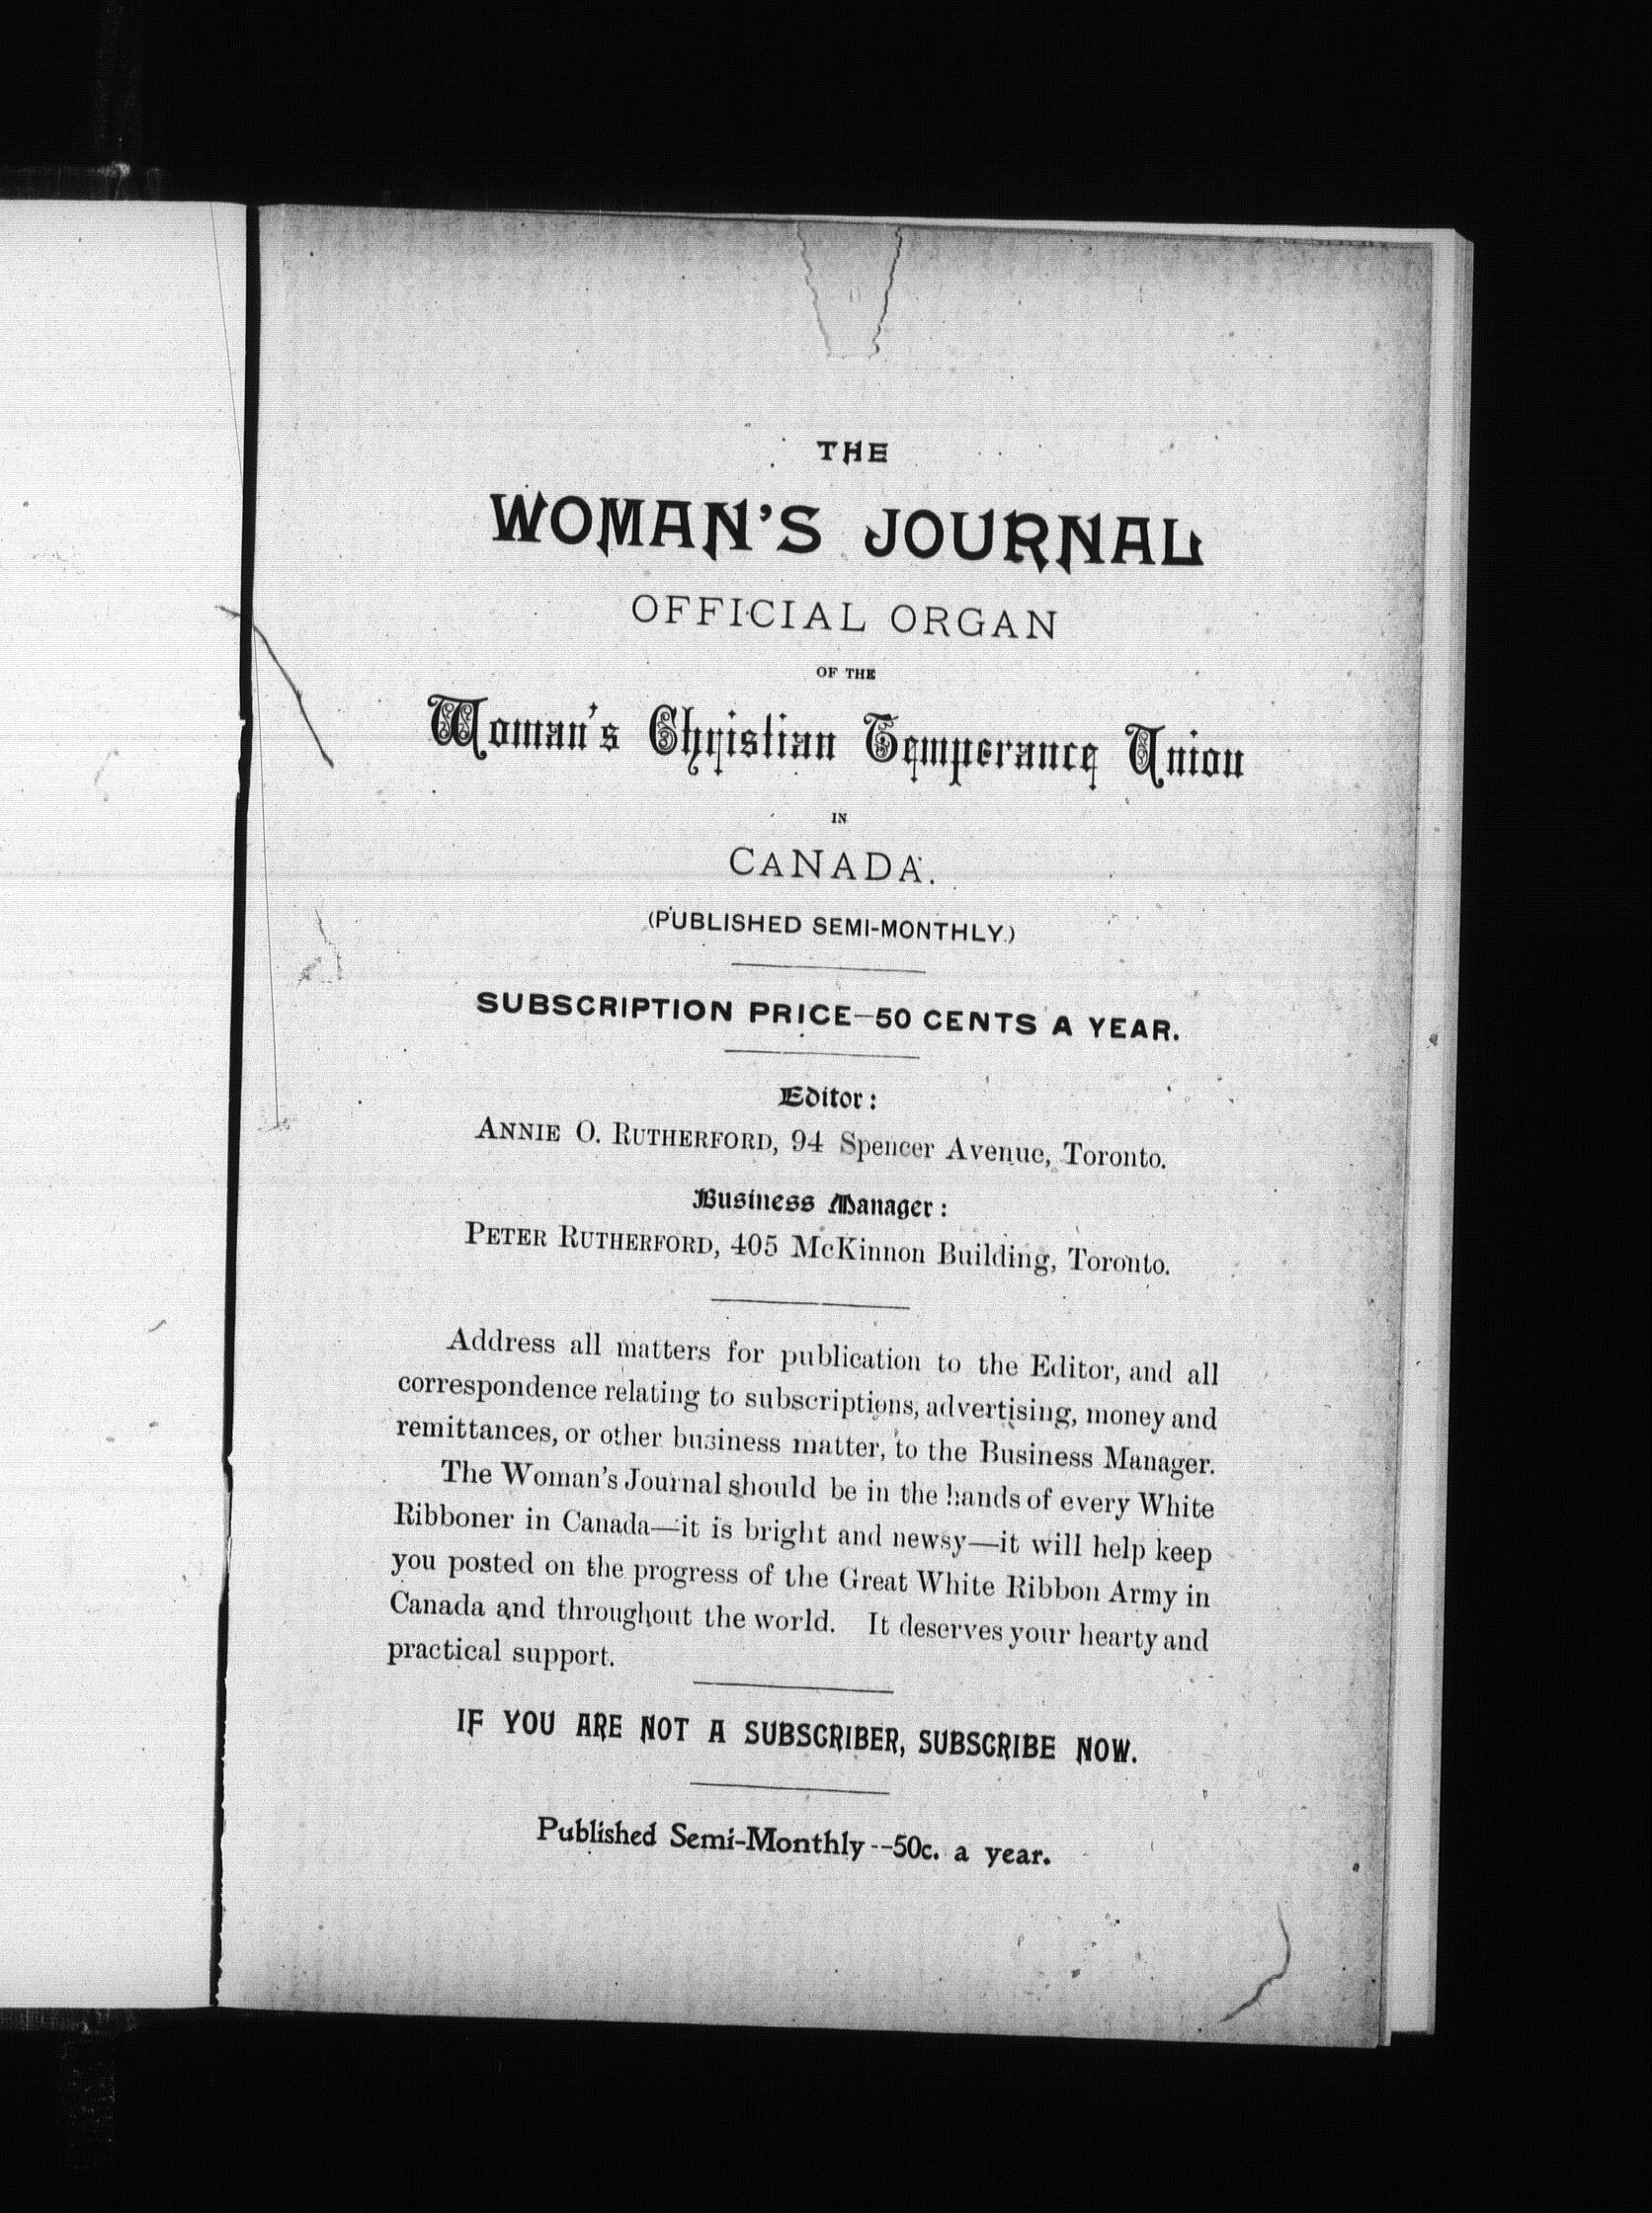 THE
WOMAN'S JOURNAL
OFFICIAL ORGAN
OF THE
Woman's Christian Temperance Union
IN
CANADA.
(PUBLISHED SEMI-MONTHLY.)
SUBSCRIPTION PRICE—50 CENTS A YEAR.
Editor:
ANNIE O. RUTHERFORD, 94 Spencer Avenue, Toronto.
Business Manager:
PETER RUTHERFORD, 405 McKinnon Building, Toronto.
Address all matters for publication to the Editor, and all
correspondence relating to subscriptions, advertising, money and
remittances, or other business matter, to the Business Manager.
The Woman's Journal should be in the hands of every White
Ribboner in Canada—it is bright and newsy—it will help keep
you posted on the progress of the Great White Ribbon Army in
Canada and throughout the world. It deserves your hearty and
practical support.
IF YOU ARE NOT A SUBSCRIBER, SUBSCRIBE NOW.
Published Semi-Monthly--50c. a year.